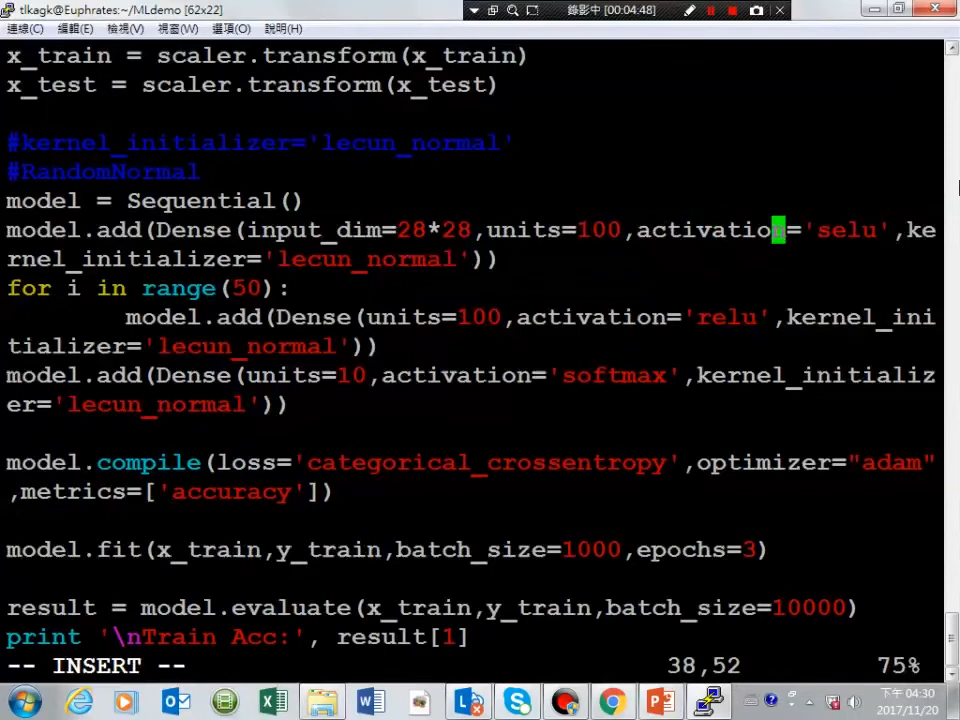 tlkagk@Euphrates:~/MLdemo [62x22]
錄影中 [00:04:48]
連線(C) 編輯(E) 檢視(V) 視窗(W) 選項(O) 說明(H)
x_train = scaler.transform(x_train)
x_test = scaler.transform(x_test)
#kernel_initializer='lecun_normal'
#RandomNormal
model = Sequential()
model.add(Dense(input_dim=28*28,units=100,activation='selu',ke
rnel_initializer='lecun_normal'))
for i in range(50):
model.add(Dense(units=100,activation='relu',kernel_ini
tializer='lecun_normal'))
model.add(Dense(units=10,activation='softmax',kernel_initializ
er='lecun_normal'))
model.compile(loss='categorical_crossentropy',optimizer="adam"
,metrics=['accuracy'])
model.fit(x_train,y_train,batch_size=1000,epochs=3)
result = model.evaluate(x_train,y_train,batch_size=10000)
print '\nTrain Acc:', result[1]
-- INSERT -- 38,52 75%
下午 04:30
2017/11/20